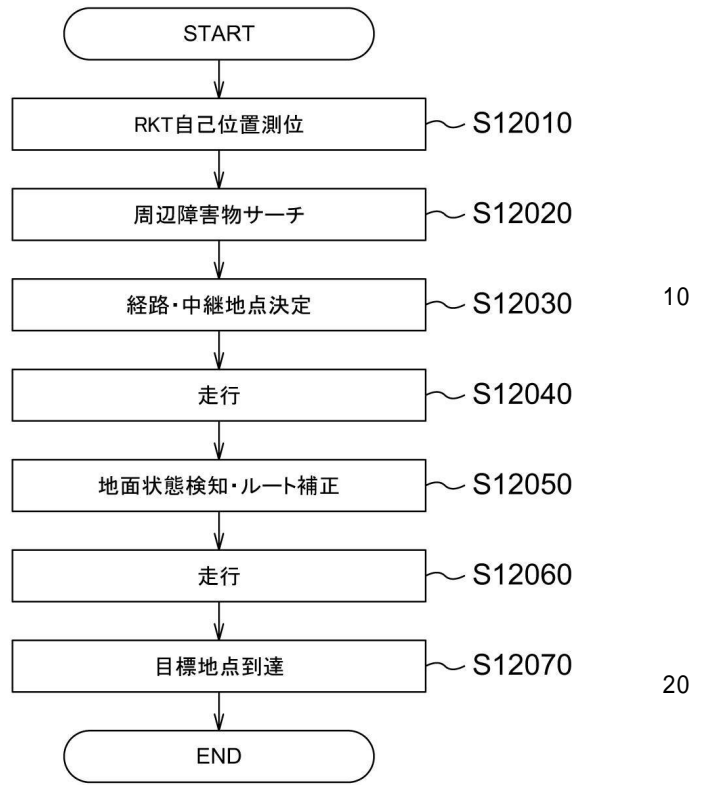 START
RKT自己位置測位 S12010
周辺障害物サーチ S12020
経路・中継地点決定 S12030
10
走行 S12040
地面状態検知・ルート補正 S12050
走行 S12060
目標地点到達 S12070
20
END